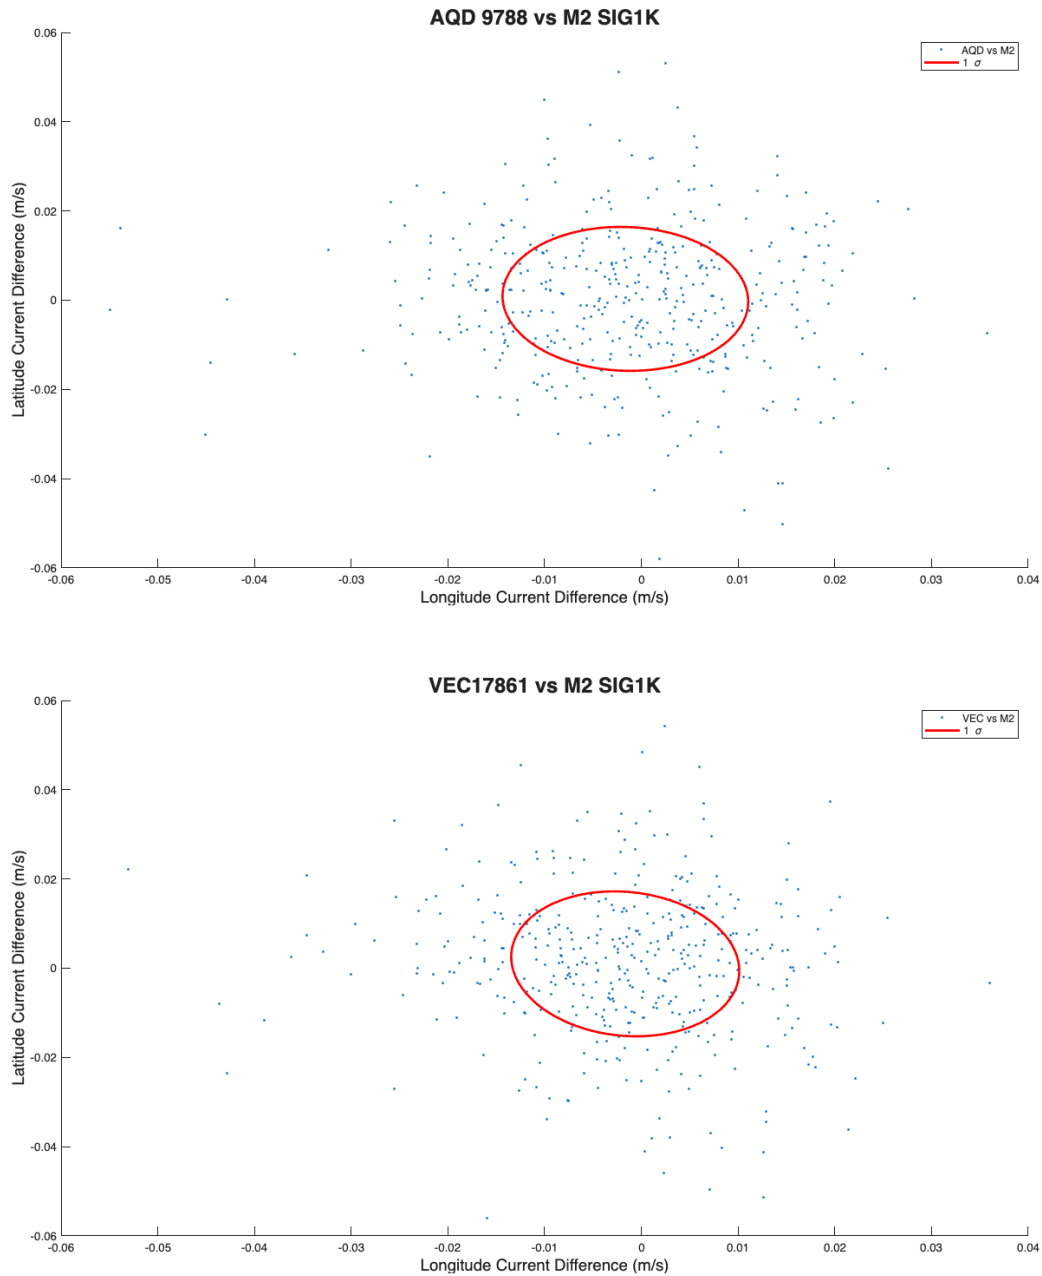 AQD 9788 vs M2 SIG1K
0.06
AQD vs M2
1 σ
0.04
0.02
0
-0.02
-0.04
-0.06
Latitude Current Difference (m/s)
-0.06 -0.05 -0.04 -0.03 -0.02 -0.01 0 0.01 0.02 0.03 0.04
Longitude Current Difference (m/s)
VEC17861 vs M2 SIG1K
0.06
VEC vs M2
1 σ
0.04
0.02
0
-0.02
-0.04
-0.06
Latitude Current Difference (m/s)
-0.06 -0.05 -0.04 -0.03 -0.02 -0.01 0 0.01 0.02 0.03 0.04
Longitude Current Difference (m/s)